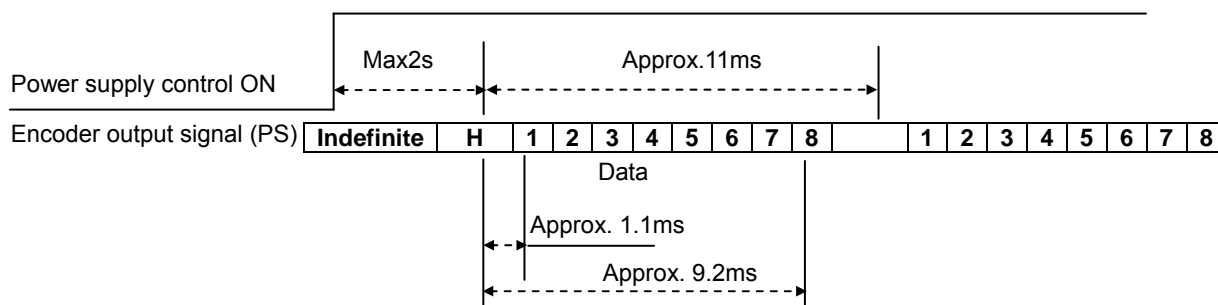 Max2s
Approx.11ms
Power supply control ON
Encoder output signal (PS) Indefinite H 1 2 3 4 5 6 7 8 1 2 3 4 5 6 7 8
Data
Approx. 1.1ms
Approx. 9.2ms